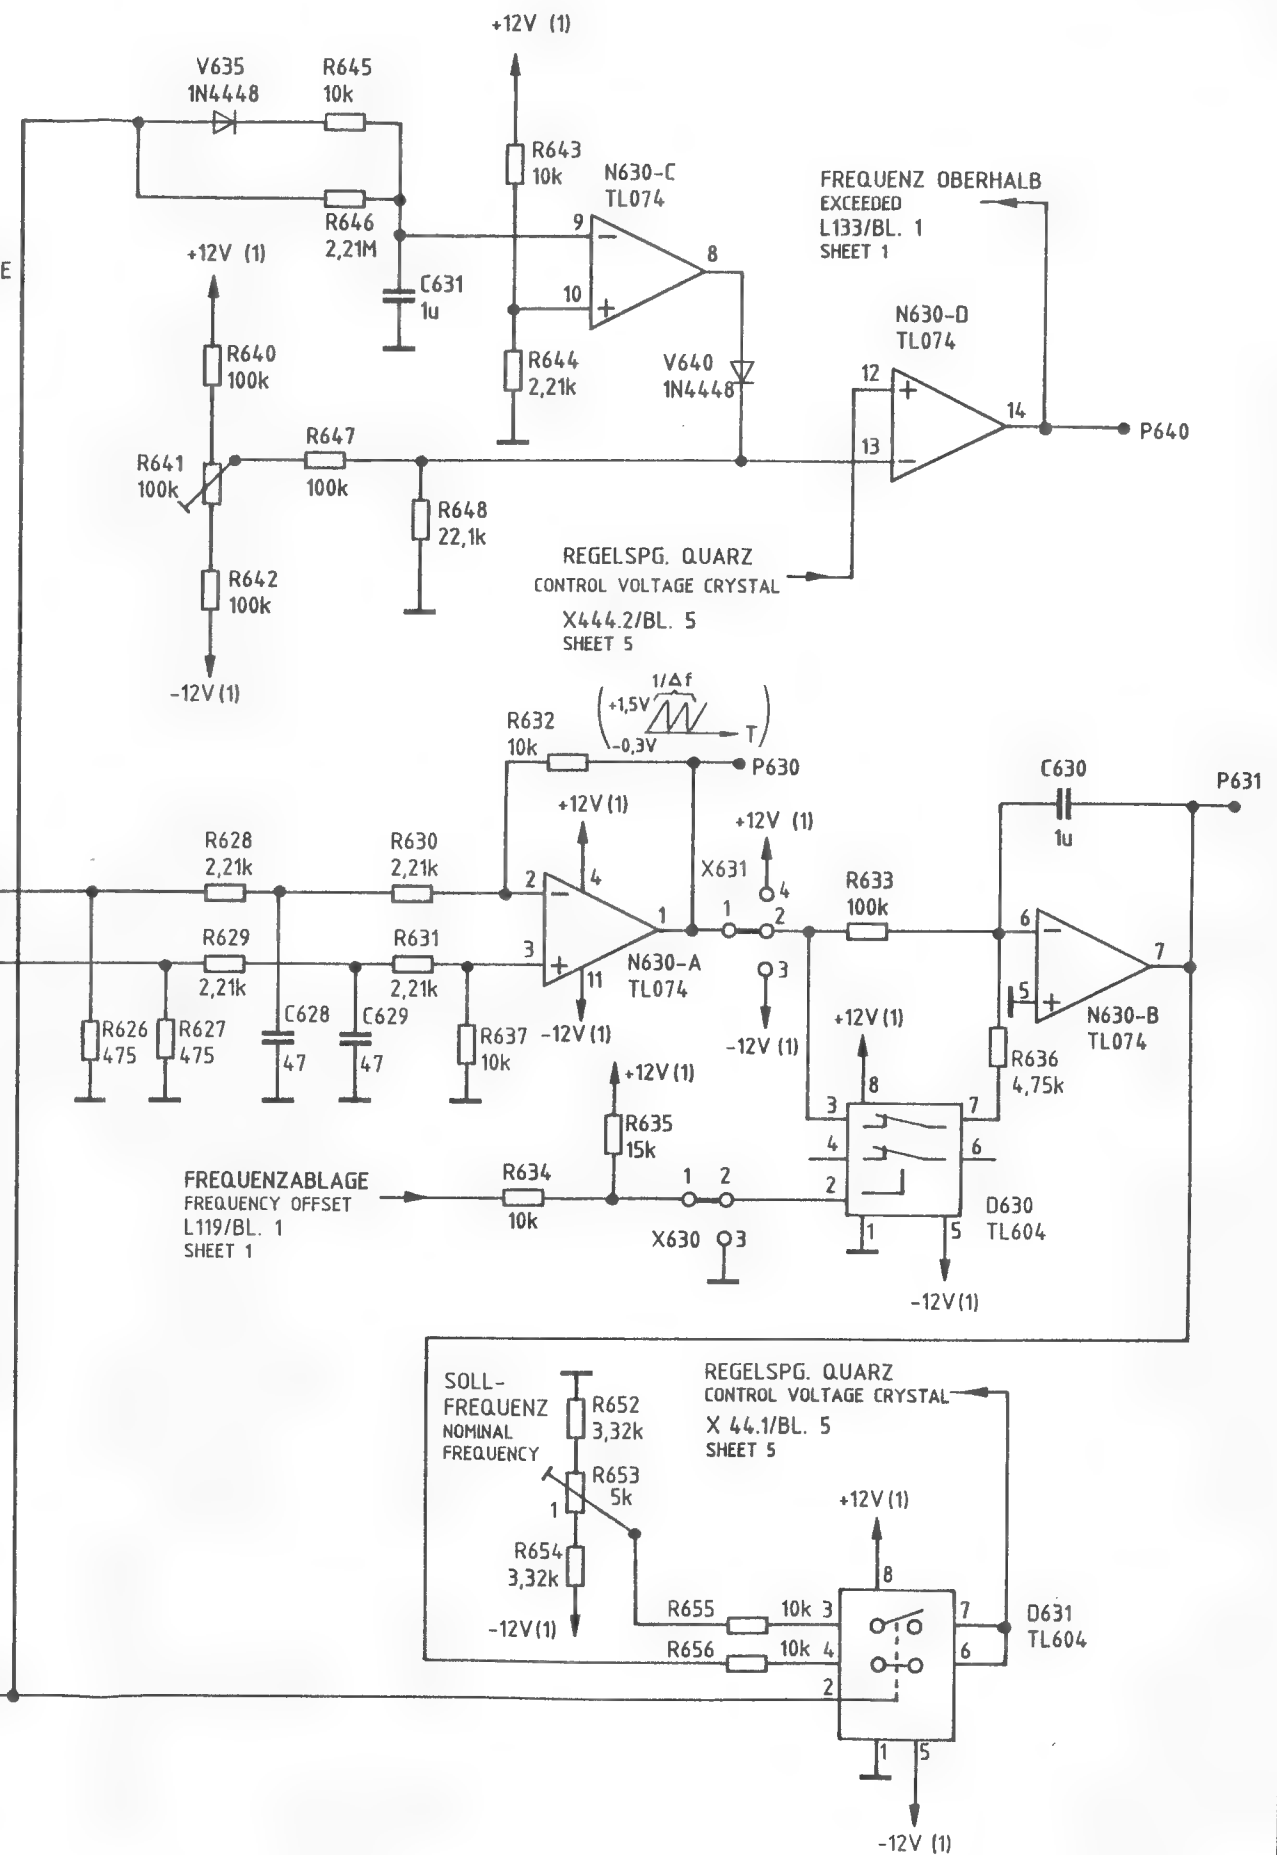 +12V (1)
V635
1N4448
R645
10k
R643
10k
N630-C
TL074
FREQUENZ OBERHALB
EXCEEDED
L133/BL. 1
SHEET 1
R646
2,21M
9
−
8
+12V (1)
E
C631
1u
10
+
N630-D
TL074
R640
100k
R644
2,21k
V640
1N4448
12
+
14
P640
R647
100k
13
−
R641
100k
R648
22,1k
REGELSPG. QUARZ
CONTROL VOLTAGE CRYSTAL
X444.2/BL. 5
SHEET 5
R642
100k
-12V(1)
1/Δf
+1,5V
T
-0,3V
R632
10k
P630
C630
1u
P631
+12V(1)
+12V (1)
R628
2,21k
R630
2,21k
X631
4
R633
100k
2
−
4
1
1
2
6
−
7
R629
2,21k
R631
2,21k
3
+
11
N630-A
TL074
3
5
+
N630-B
TL074
R626
475
R627
475
C628
47
C629
47
R637
10k
-12V(1)
-12V (1)
+12V(1)
R636
4,75k
+12V(1)
8
R635
15k
3
7
4
6
FREQUENZABLAGE
FREQUENCY OFFSET
L119/BL. 1
SHEET 1
R634
10k
1
2
2
X630
3
1
5
D630
TL604
-12V(1)
SOLL-
FREQUENZ
NOMINAL
FREQUENCY
R652
3,32k
REGELSPG. QUARZ
CONTROL VOLTAGE CRYSTAL
X 44.1/BL. 5
SHEET 5
R653
5k
1
+12V(1)
R654
3,32k
8
-12V(1)
R655
10k
3
7
D631
TL604
R656
10k
4
6
2
1
5
-12V (1)